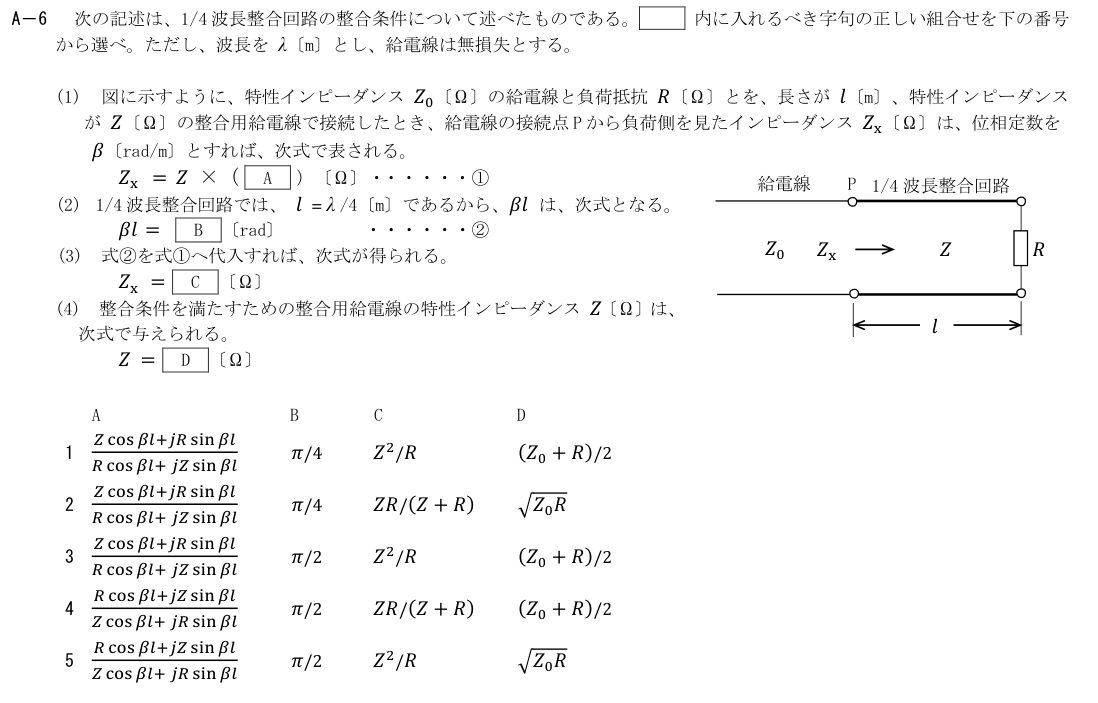 A－6 次の記述は、1/4 波長整合回路の整合条件について述べたものである。 内に入れるべき字句の正しい組合せを下の番号
から選べ。ただし、波長を λ〔m〕とし、給電線は無損失とする。
(1) 図に示すように、特性インピーダンス Z₀〔Ω〕の給電線と負荷抵抗 R〔Ω〕とを、長さが l〔m〕、特性インピーダンス
が Z〔Ω〕の整合用給電線で接続したとき、給電線の接続点Pから負荷側を見たインピーダンス Zₓ〔Ω〕は、位相定数を
β〔rad/m〕とすれば、次式で表される。
Zₓ = Z × ( A ) 〔Ω〕・・・・・・①
(2) 1/4 波長整合回路では、 l =λ/4〔m〕であるから、βl は、次式となる。
βl = B 〔rad〕 ・・・・・・②
(3) 式②を式①へ代入すれば、次式が得られる。
Zₓ = C 〔Ω〕
(4) 整合条件を満たすための整合用給電線の特性インピーダンス Z〔Ω〕は、
次式で与えられる。
Z = D 〔Ω〕
給電線 P 1/4 波長整合回路
Z₀ Zₓ Z R
l
A B C D
1 (Z cos βl+jR sin βl)/(R cos βl+ jZ sin βl) π/4 Z²/R (Z₀ + R)/2
2 (Z cos βl+jR sin βl)/(R cos βl+ jZ sin βl) π/4 ZR/(Z + R) √(Z₀R)
3 (Z cos βl+jR sin βl)/(R cos βl+ jZ sin βl) π/2 Z²/R (Z₀ + R)/2
4 (R cos βl+jZ sin βl)/(Z cos βl+ jR sin βl) π/2 ZR/(Z + R) (Z₀ + R)/2
5 (R cos βl+jZ sin βl)/(Z cos βl+ jR sin βl) π/2 Z²/R √(Z₀R)